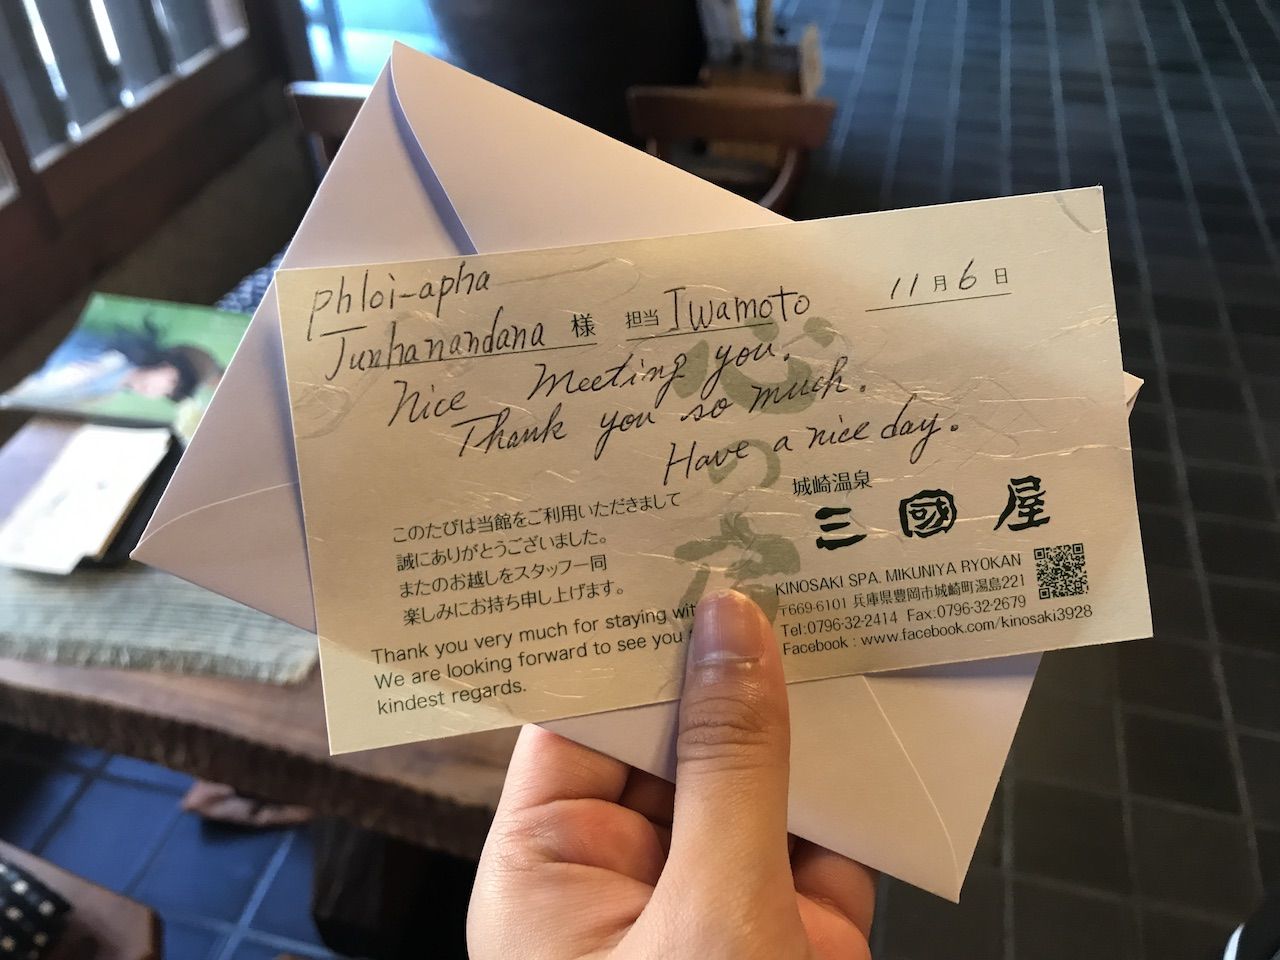 Phloi-apha
Junhanandana 様 担当 Iwamoto 11月6日
Nice Meeting you.
Thank you so much.
Have a nice day.
このたびは当館をご利用いただきまして
誠にありがとうございました。
またのお越しをスタッフ一同
楽しみにお待ち申し上げます。
Thank you very much for staying
We are looking forward to see you
kindest regards.
心の花
城崎温泉
三國屋
KINOSAKI SPA. MIKUNIYA RYOKAN
〒669-6101 兵庫県豊岡市城崎町湯島221
Tel:0796-32-2414 Fax:0796-32-2679
Facebook : www.facebook.com/kinosaki3928